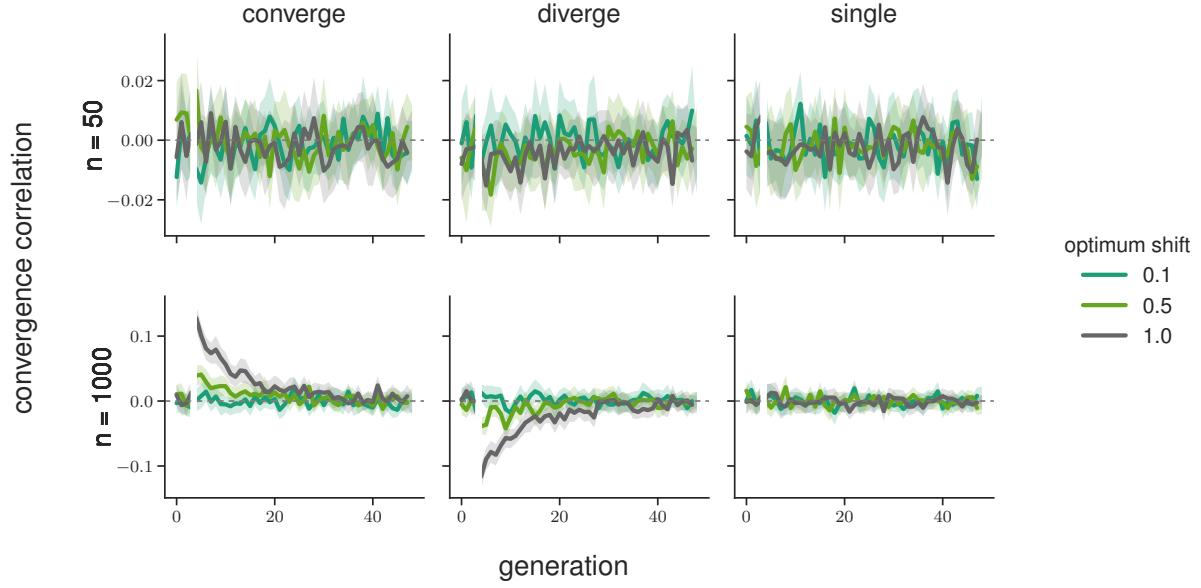 converge diverge single
convergence correlation
n = 50
0.02
0.00
−0.02
n = 1000
0.1
0.0
−0.1
0 20 40 0 20 40 0 20 40
generation
optimum shift
0.1
0.5
1.0